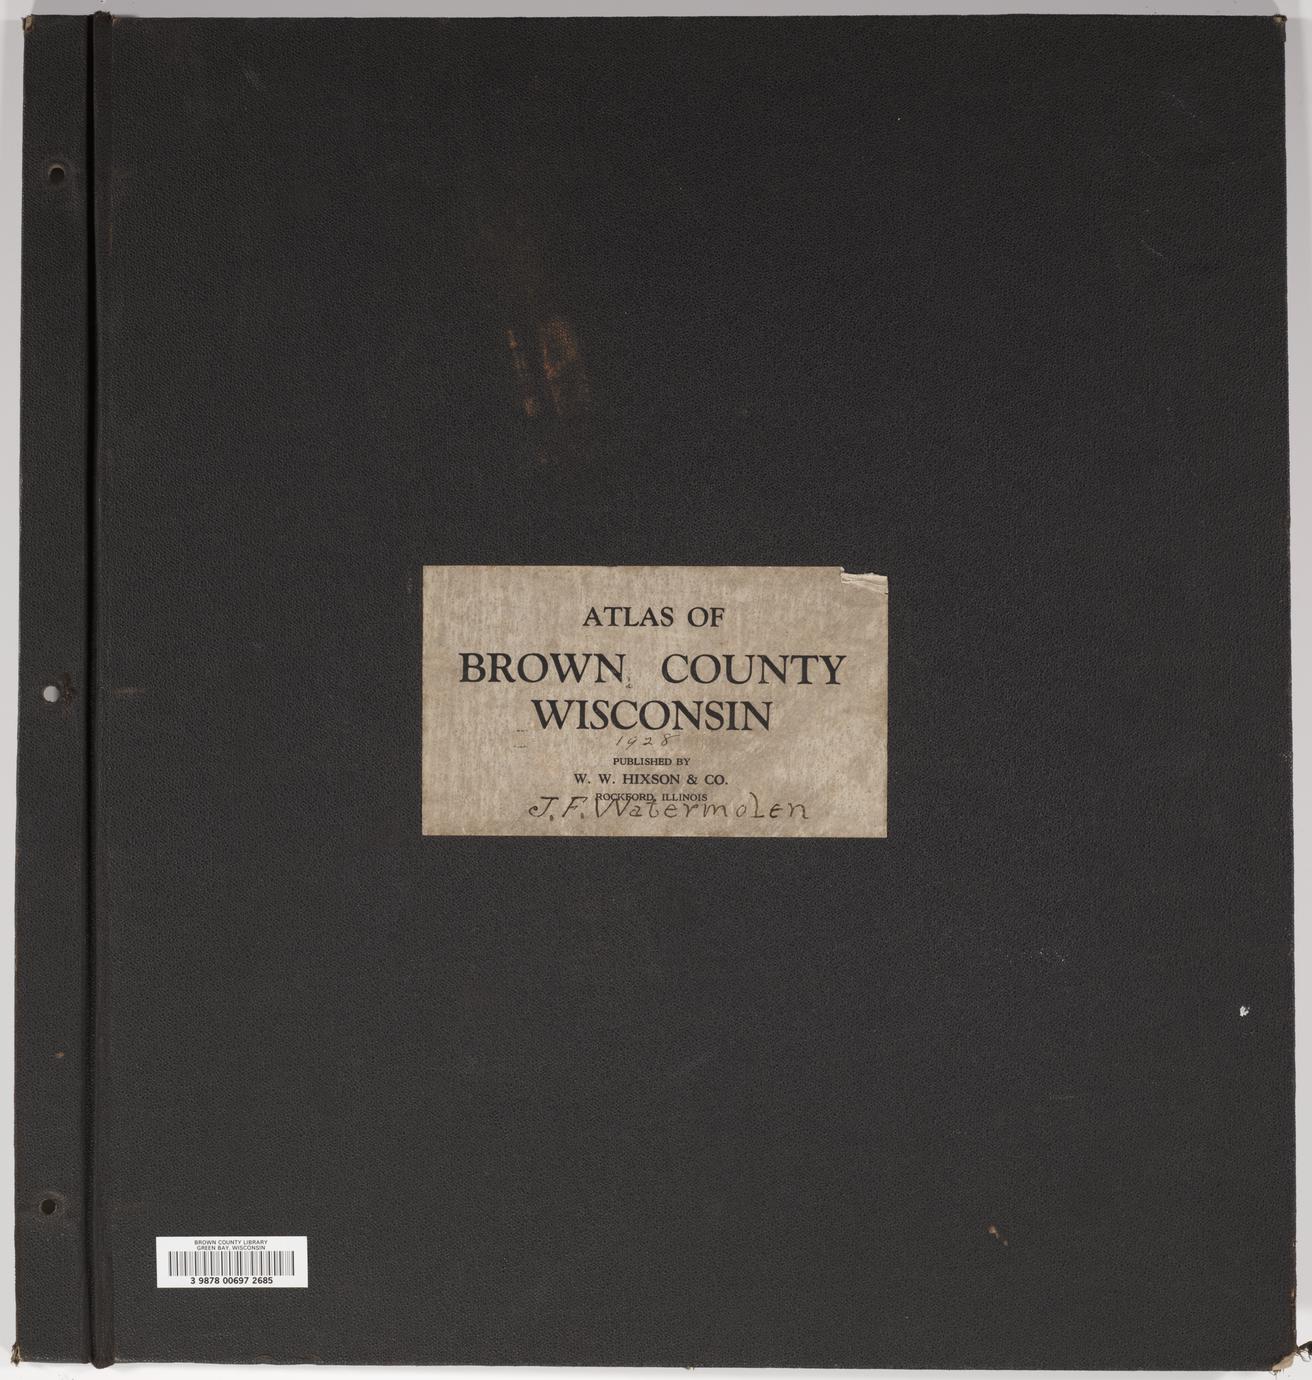 ATLAS OF
BROWN COUNTY
WISCONSIN
1928
PUBLISHED BY
W. W. HIXSON & CO.
ROCKFORD, ILLINOIS
J. F. Watermolen
BROWN COUNTY LIBRARY
GREEN BAY, WISCONSIN
3 9878 00697 2685